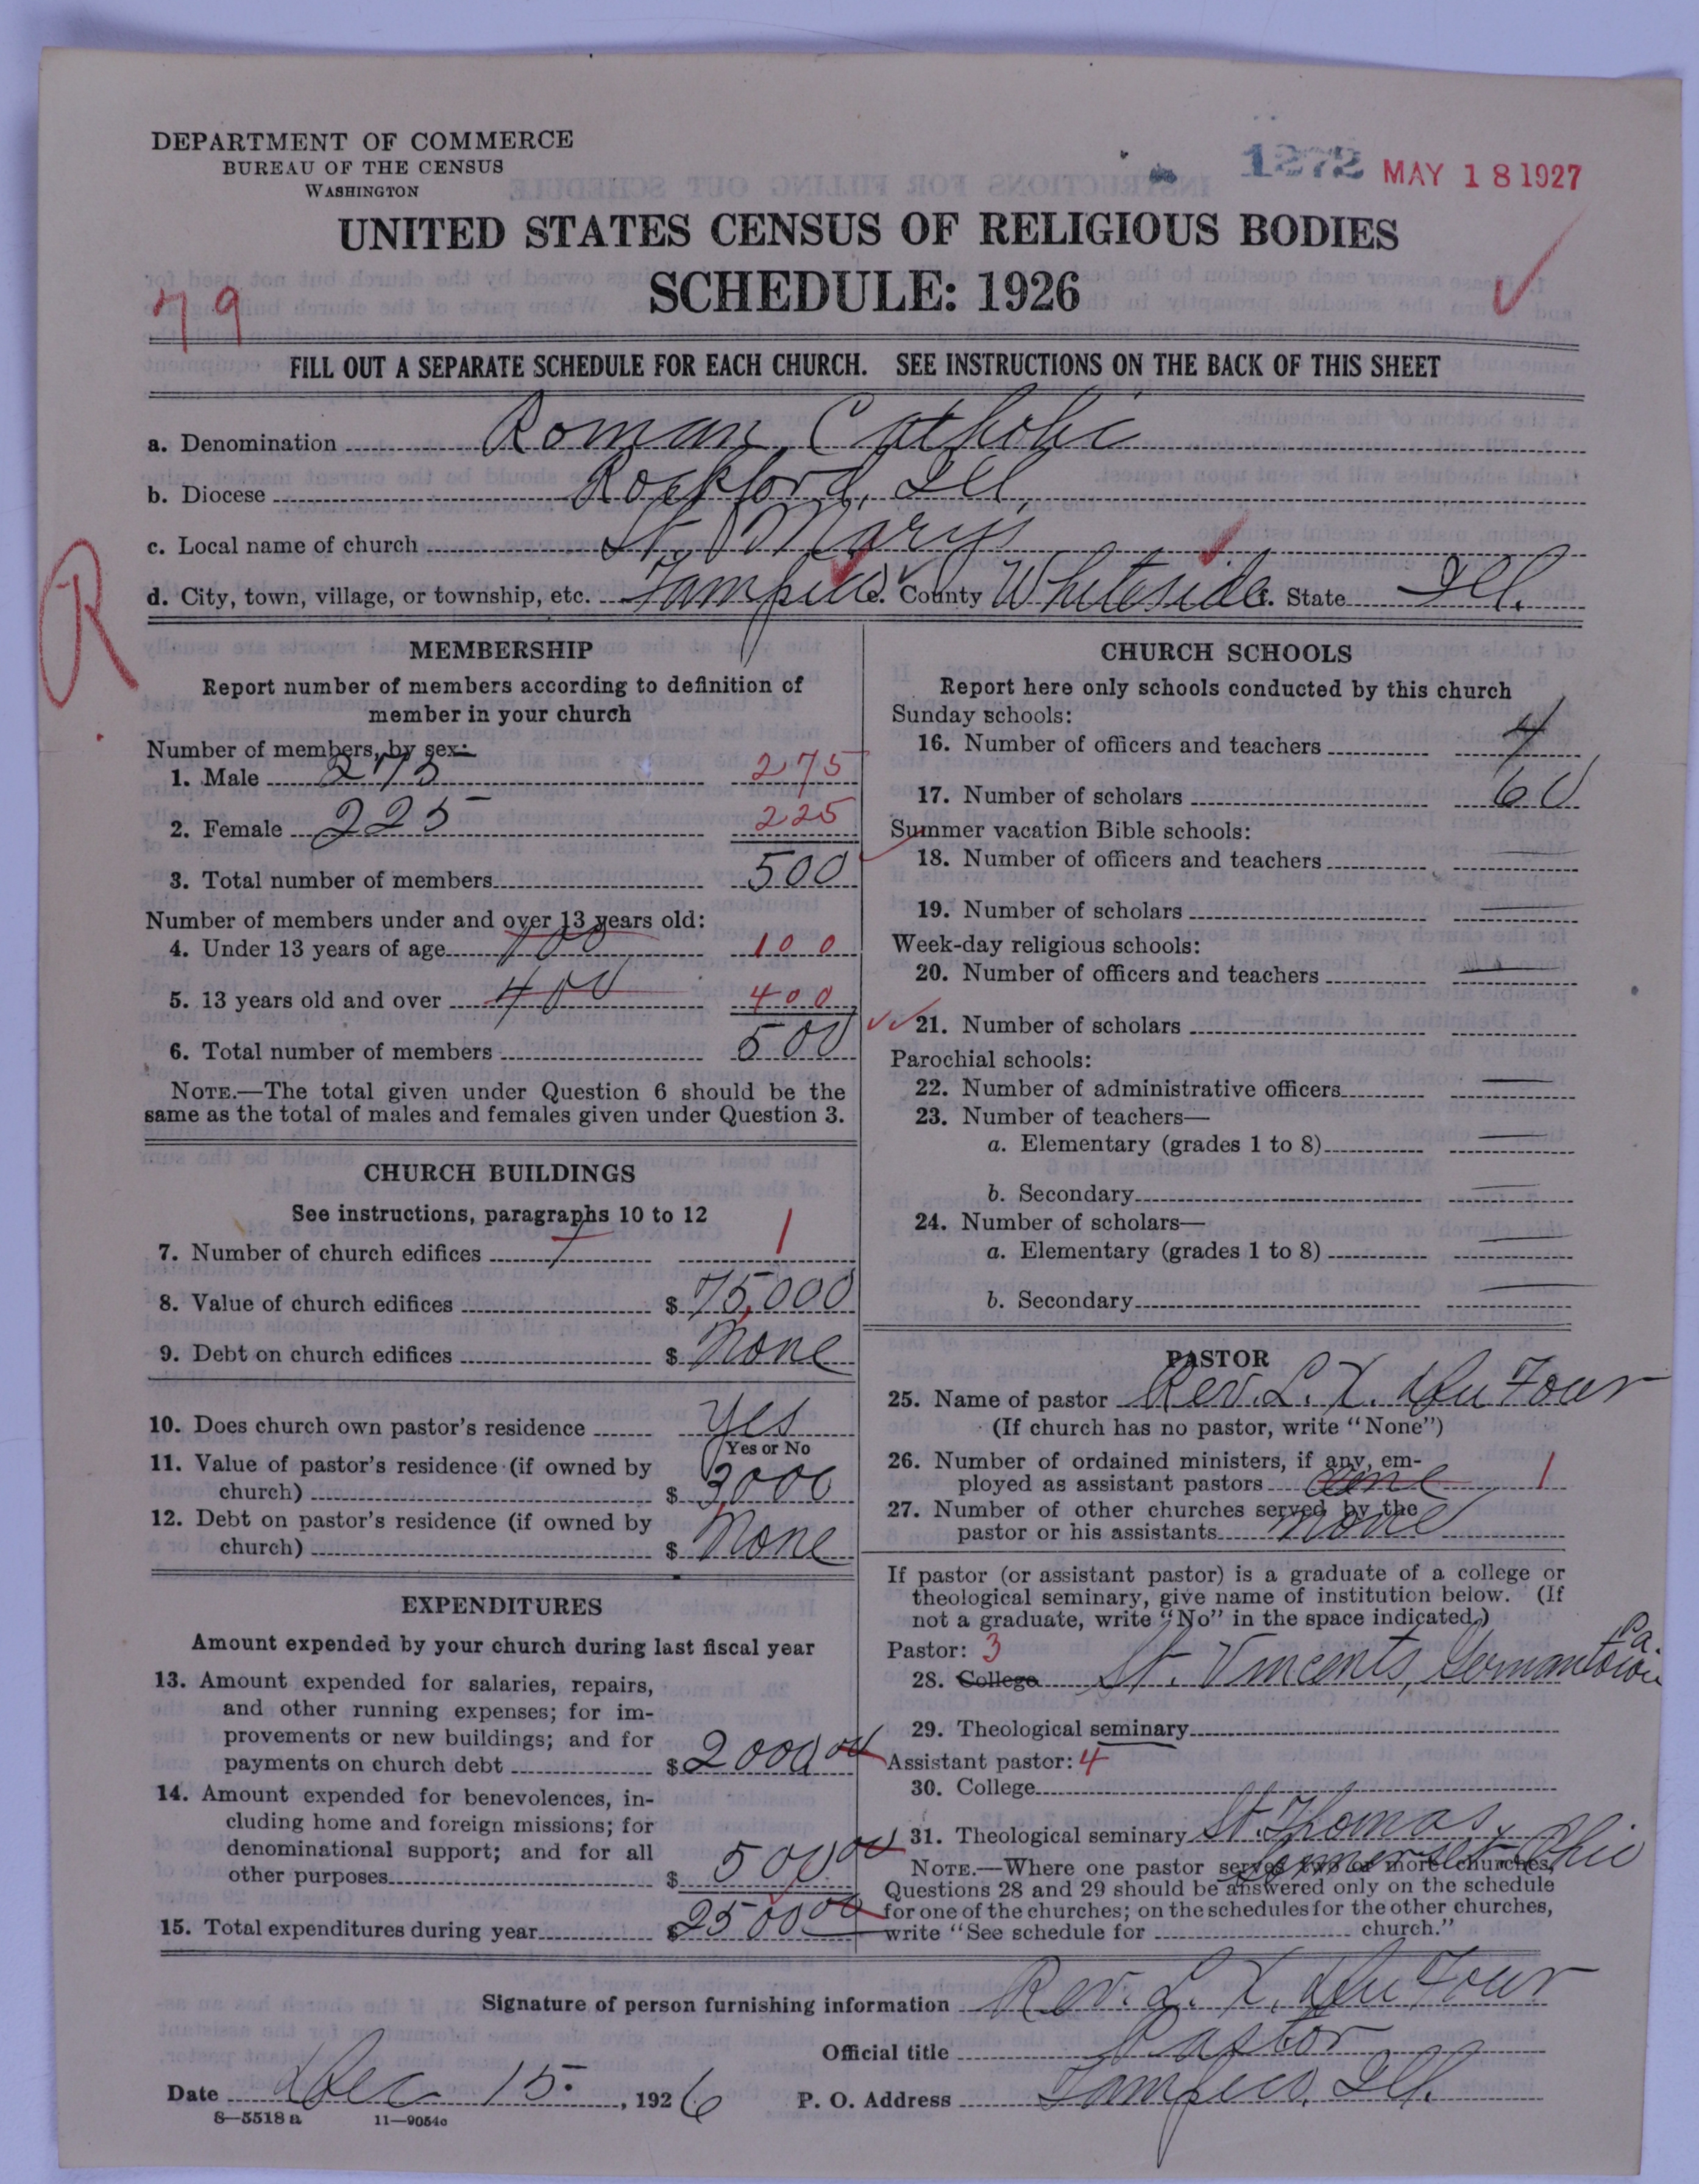 DEPARTMENT OF COMMERCE
BUREAU OF THE CENSUS
WASHINGTON
1272 MAY 18 1927
UNITED STATES CENSUS OF RELIGIOUS BODIES
SCHEDULE: 1926
79
FILL OUT A SEPARATE SCHEDULE FOR EACH CHURCH. SEE INSTRUCTIONS ON THE BACK OF THIS SHEET
a. Denomination Roman Catholic
b. Diocese Rockford, Ill.
c. Local name of church St. Marys
d. City, town, village, or township, etc. Tampico e. County Whiteside f. State Ill.
R
MEMBERSHIP
Report number of members according to definition of
member in your church
Number of members, by sex:
1. Male 275 275
2. Female 225 225
3. Total number of members 500
Number of members under and over 13 years old:
4. Under 13 years of age 100 100
5. 13 years old and over 400 400
6. Total number of members 500
NOTE.—The total given under Question 6 should be the
same as the total of males and females given under Question 3.
CHURCH BUILDINGS
See instructions, paragraphs 10 to 12
7. Number of church edifices 1 1
8. Value of church edifices $ 75,000
9. Debt on church edifices $ None
10. Does church own pastor's residence Yes
Yes or No
11. Value of pastor's residence (if owned by
church) $ 3,000
12. Debt on pastor's residence (if owned by
church) $ None
EXPENDITURES
Amount expended by your church during last fiscal year
13. Amount expended for salaries, repairs,
and other running expenses; for im-
provements or new buildings; and for
payments on church debt $ 2000 00
14. Amount expended for benevolences, in-
cluding home and foreign missions; for
denominational support; and for all
other purposes $ 500 00
15. Total expenditures during year $ 2500 00
CHURCH SCHOOLS
Report here only schools conducted by this church
Sunday schools:
16. Number of officers and teachers 4
17. Number of scholars 60
Summer vacation Bible schools:
18. Number of officers and teachers
19. Number of scholars
Week-day religious schools:
20. Number of officers and teachers
21. Number of scholars
Parochial schools:
22. Number of administrative officers
23. Number of teachers—
a. Elementary (grades 1 to 8)
b. Secondary
24. Number of scholars—
a. Elementary (grades 1 to 8)
b. Secondary
PASTOR
25. Name of pastor Rev. L. X. Du Four
(If church has no pastor, write "None")
26. Number of ordained ministers, if any, em-
ployed as assistant pastors one 1
27. Number of other churches served by the
pastor or his assistants None
If pastor (or assistant pastor) is a graduate of a college or
theological seminary, give name of institution below. (If
not a graduate, write "No" in the space indicated.)
Pastor: 3
28. College St. Vincents, Germantown Pa.
29. Theological seminary
Assistant pastor: 4
30. College
31. Theological seminary St. Thomas,
Somerset Ohio
NOTE.—Where one pastor serves two or more churches,
Questions 28 and 29 should be answered only on the schedule
for one of the churches; on the schedules for the other churches,
write "See schedule for church."
Signature of person furnishing information Rev. L. X. Du Four
Official title Pastor
Date Dec 15. , 1926 P. O. Address Tampico, Ill.
8—5518 a 11—9054c